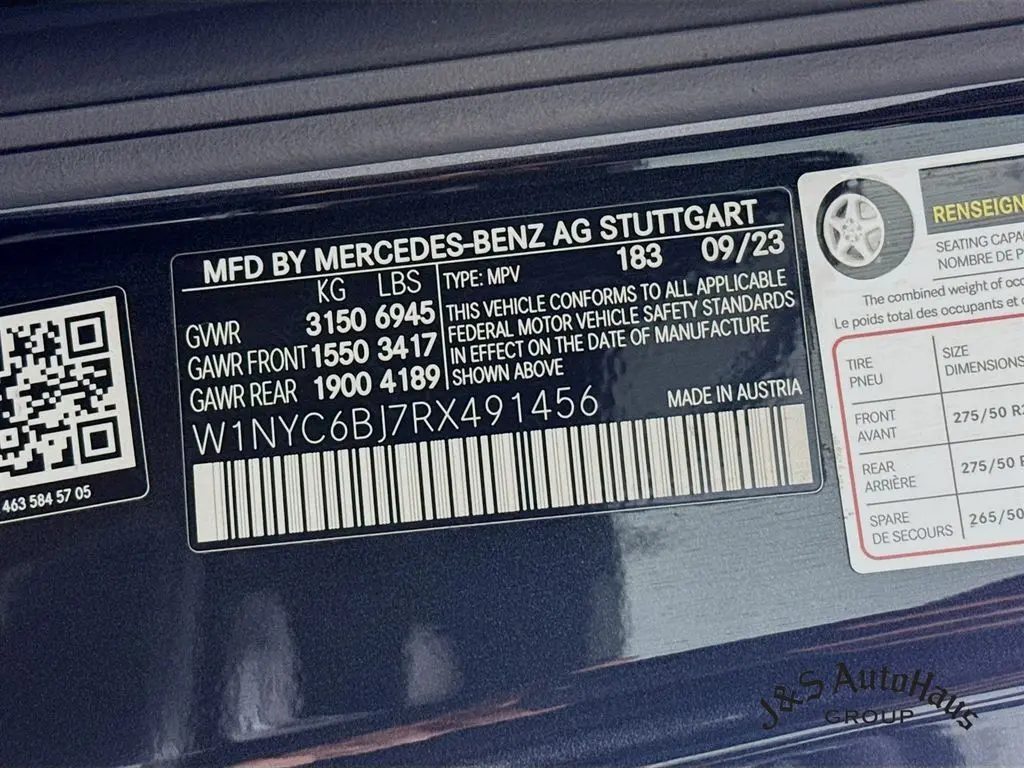 MFD BY MERCEDES-BENZ AG STUTTGART
KG LBS
183 09/23
GVWR 3150 6945
GAWR FRONT 1550 3417
GAWR REAR 1900 4189
TYPE: MPV
THIS VEHICLE CONFORMS TO ALL APPLICABLE
FEDERAL MOTOR VEHICLE SAFETY STANDARDS
IN EFFECT ON THE DATE OF MANUFACTURE
SHOWN ABOVE
W1NYC6BJ7RX491456
MADE IN AUSTRIA
463 584 57 05
SEATING
NOMBRE DE
The combined weight of
Le poids total des occupants et
TIRE
PNEU
SIZE
DIMENSIONS
FRONT
AVANT
275/50
REAR
ARRIÈRE
275/50
SPARE
DE SECOURS
265/50
J&S AutoHaus
GROUP